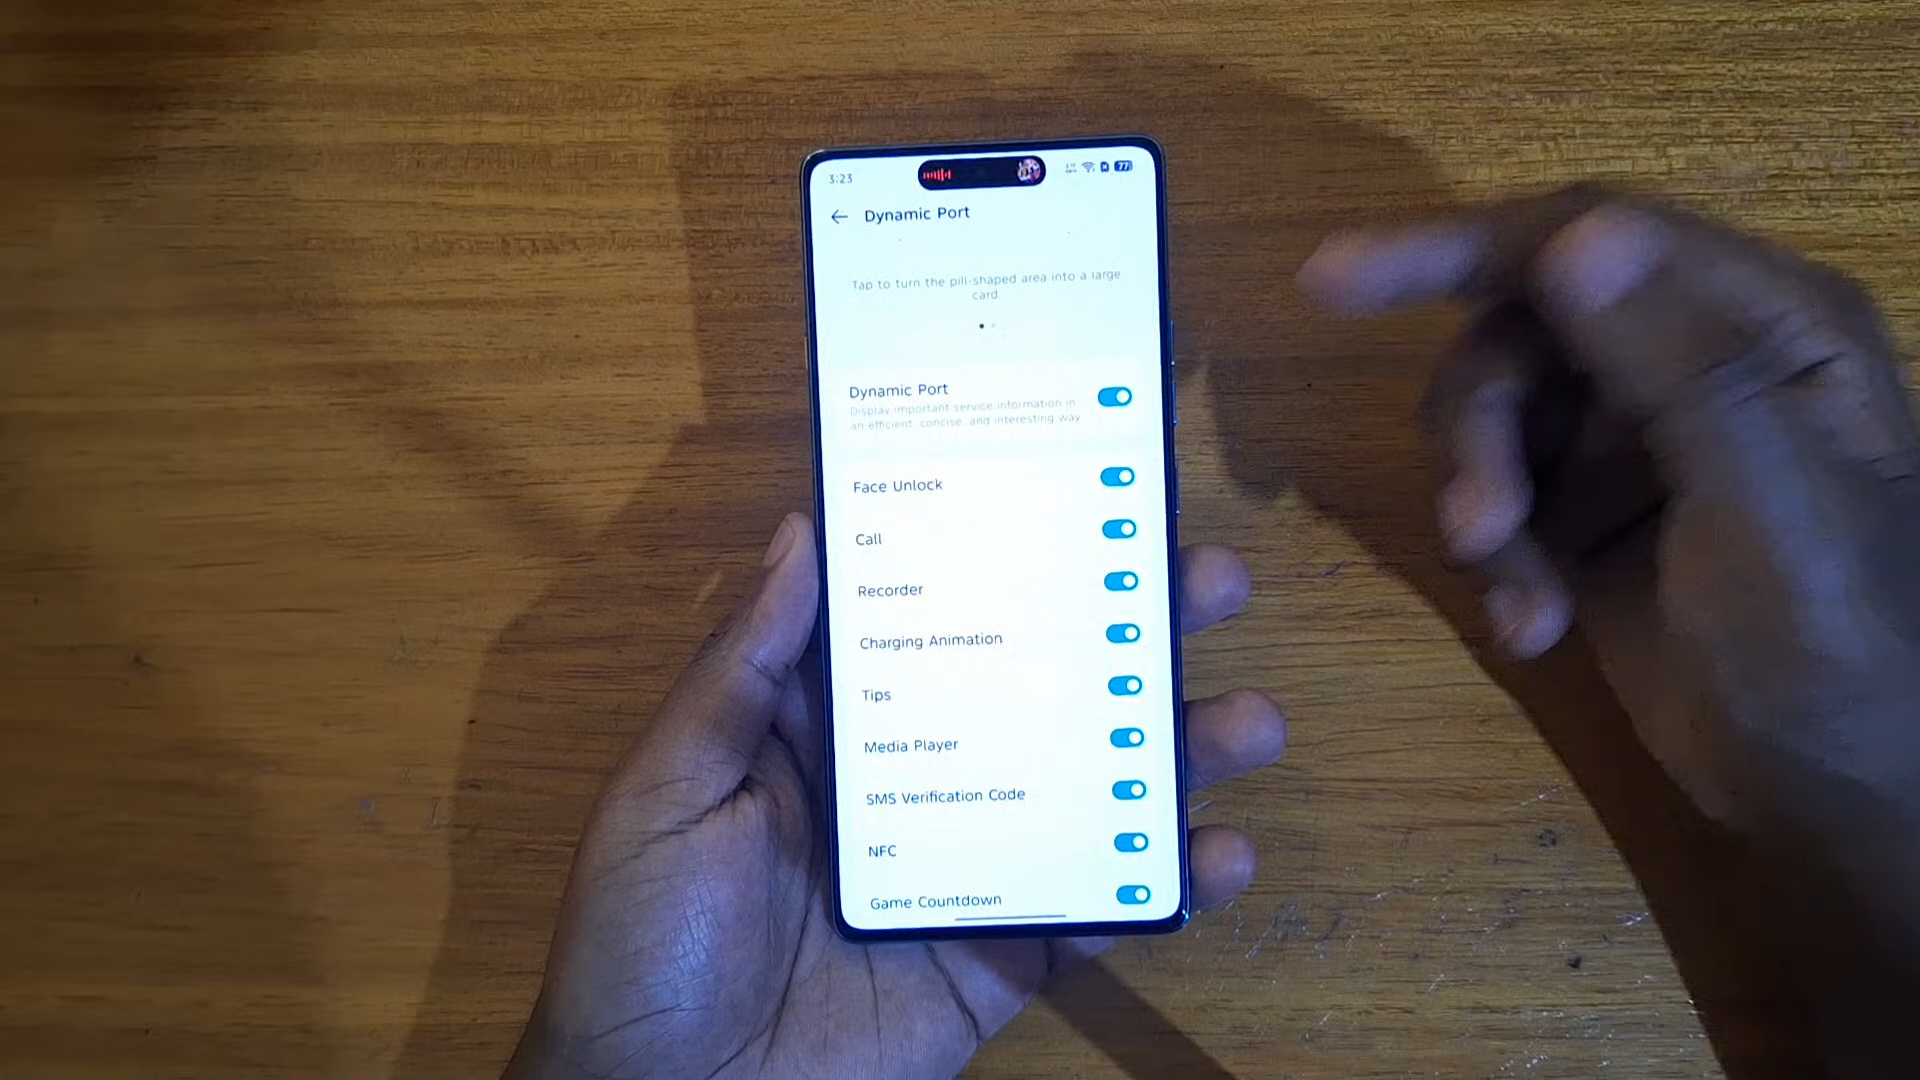 3:23
77
Dynamic Port
Tap to turn the pill-shaped area into a large
card.
Dynamic Port
Display important service information in
an efficient, concise, and interesting way
Face Unlock
Call
Recorder
Charging Animation
Tips
Media Player
SMS Verification Code
NFC
Game Countdown